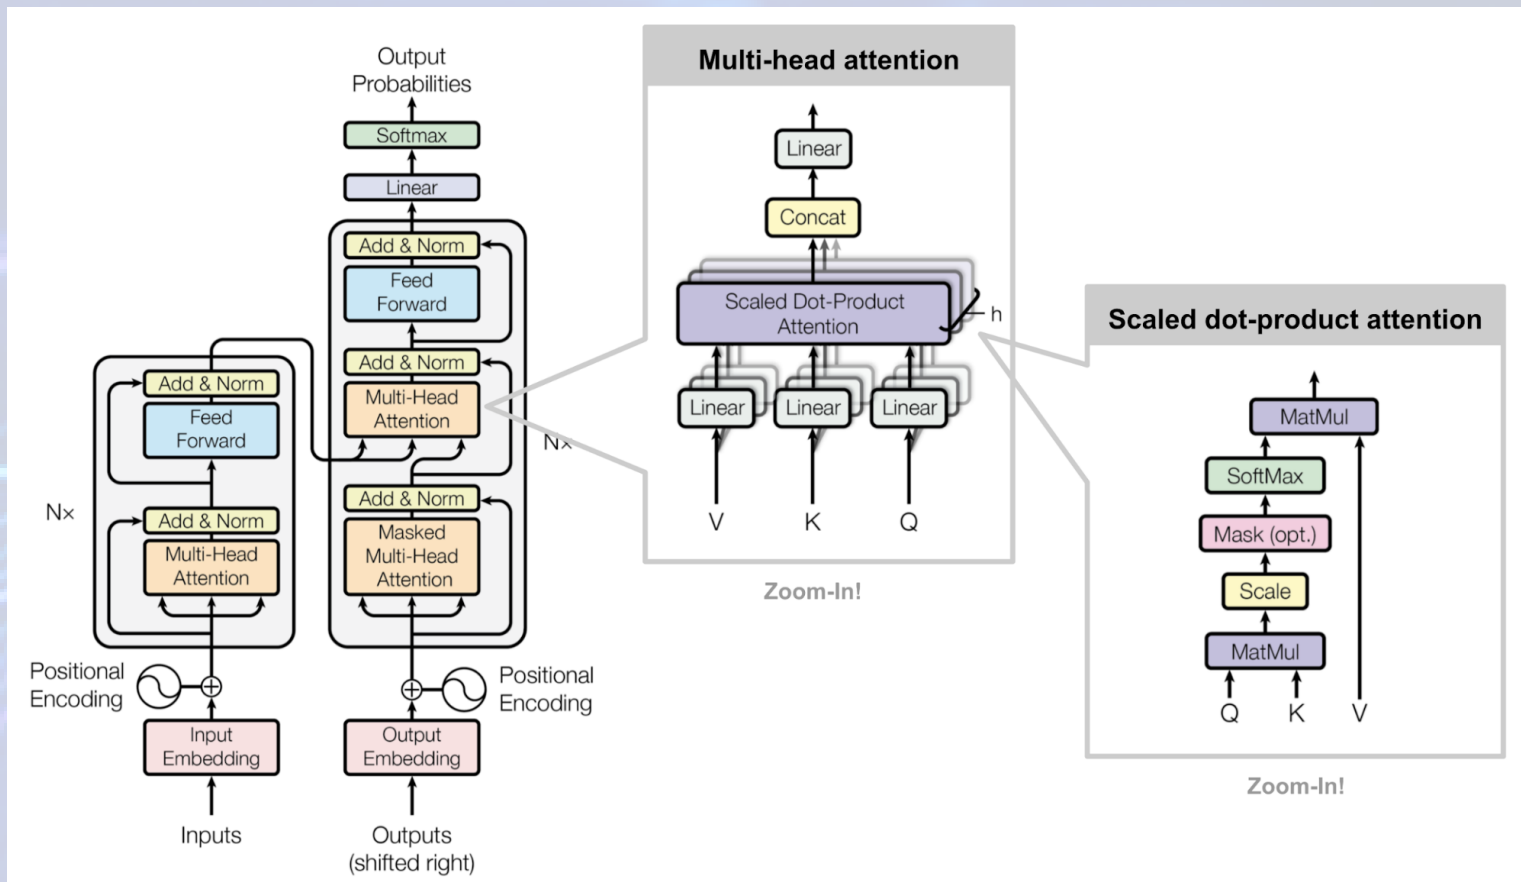 Output
Probabilities
Softmax
Linear
Add & Norm
Feed
Forward
Add & Norm
Multi-Head
Attention
Nx
Add & Norm
Masked
Multi-Head
Attention
Add & Norm
Feed
Forward
Nx
Add & Norm
Multi-Head
Attention
Positional
Encoding
Positional
Encoding
Input
Embedding
Output
Embedding
Inputs
Outputs
(shifted right)
Multi-head attention
Linear
Concat
Scaled Dot-Product
Attention
h
Linear
Linear
Linear
V
K
Q
Zoom-In!
Scaled dot-product attention
MatMul
SoftMax
Mask (opt.)
Scale
MatMul
Q
K
V
Zoom-In!